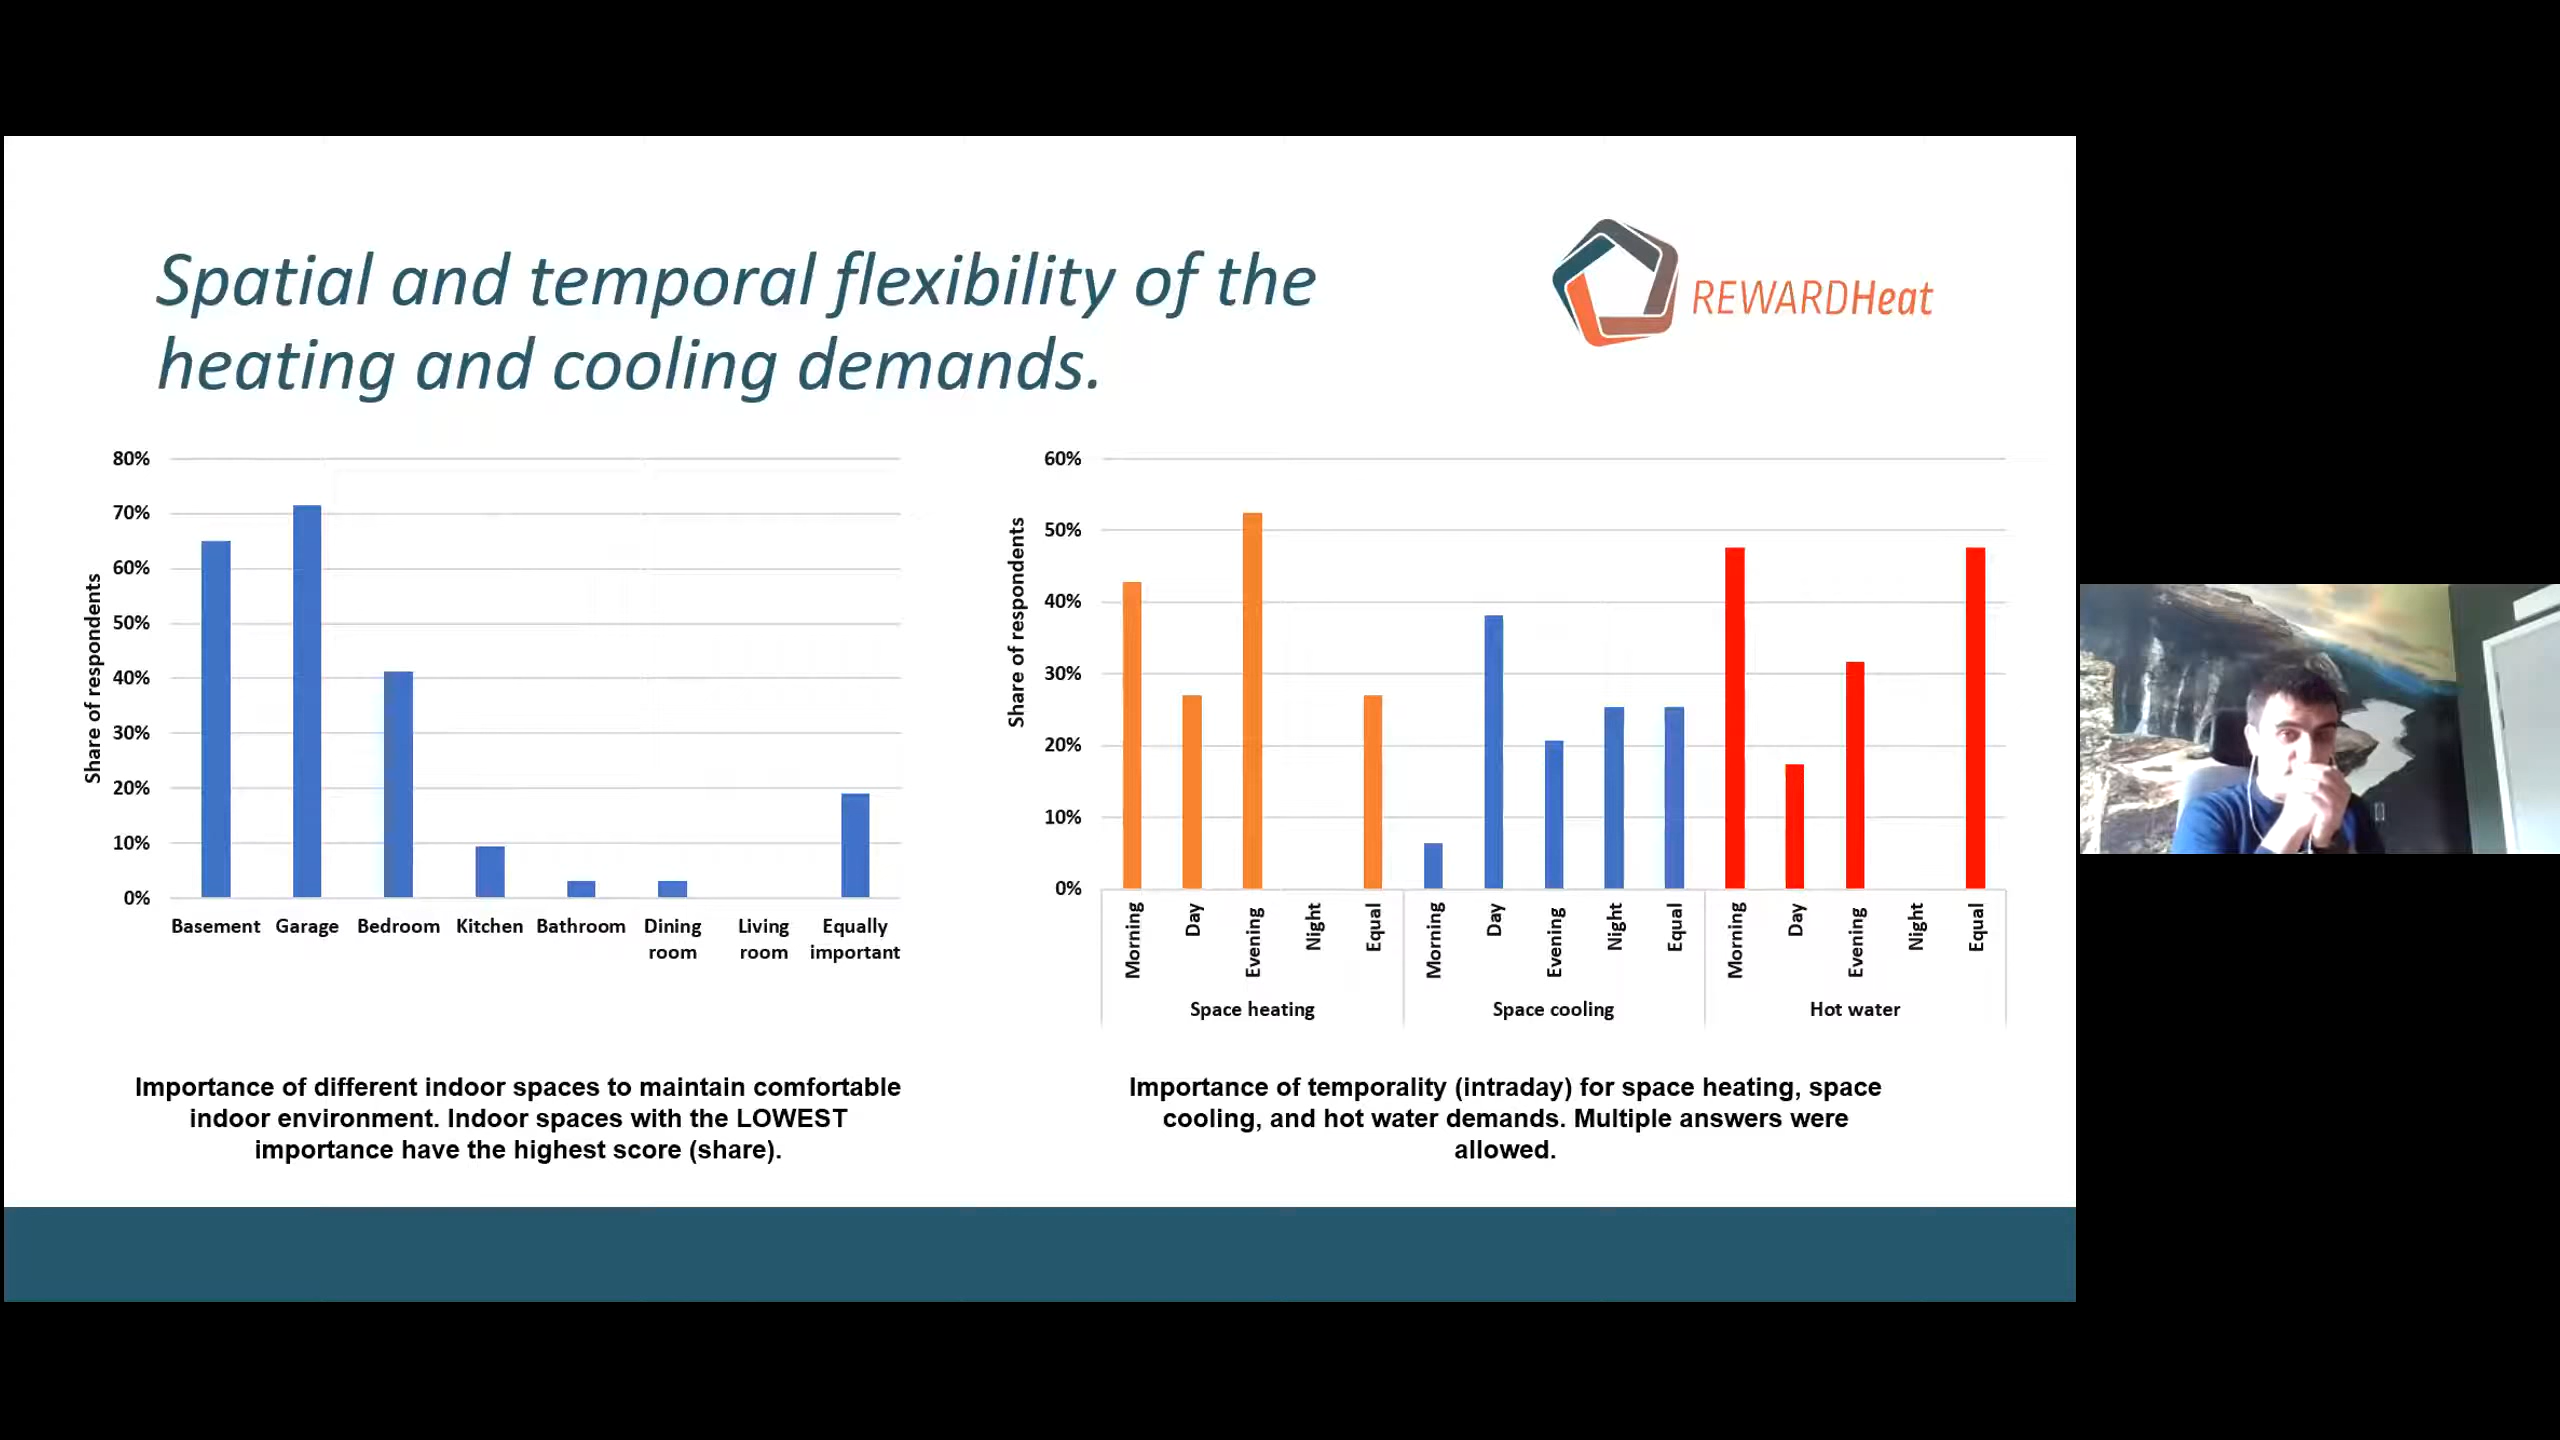 Spatial and temporal flexibility of the
heating and cooling demands.
REWARDHeat
Share of respondents
80%
70%
60%
50%
40%
30%
20%
10%
0%
Basement Garage Bedroom Kitchen Bathroom Dining room Living room Equally important
Importance of different indoor spaces to maintain comfortable
indoor environment. Indoor spaces with the LOWEST
importance have the highest score (share).
Share of respondents
60%
50%
40%
30%
20%
10%
0%
Morning Day Evening Night Equal Morning Day Evening Night Equal Morning Day Evening Night Equal
Space heating Space cooling Hot water
Importance of temporality (intraday) for space heating, space
cooling, and hot water demands. Multiple answers were
allowed.